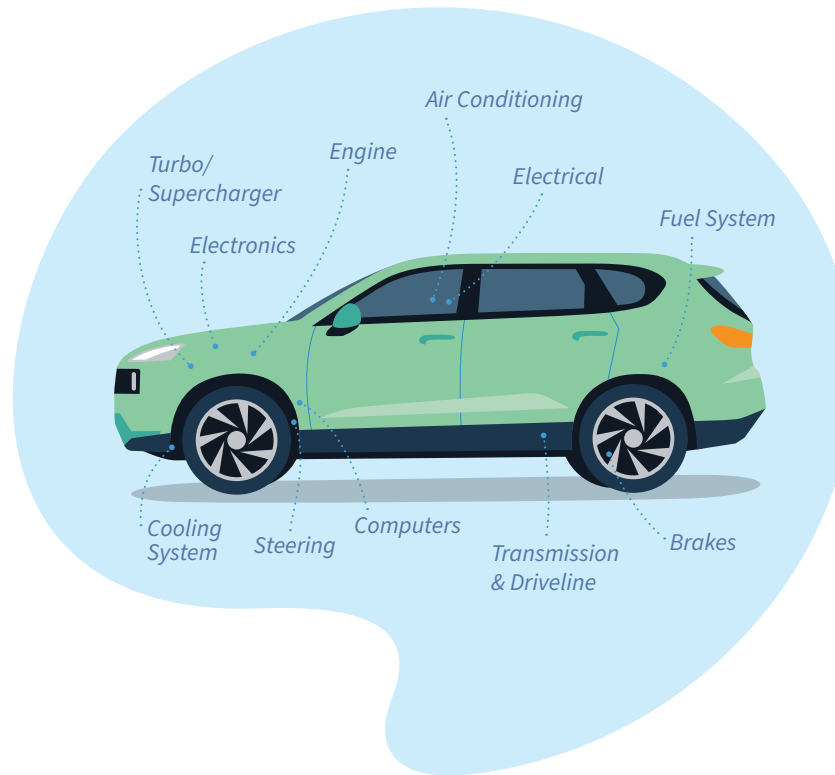 Air Conditioning
Engine
Turbo/
Supercharger
Electrical
Fuel System
Electronics
Cooling
System
Steering
Computers
Transmission
& Driveline
Brakes